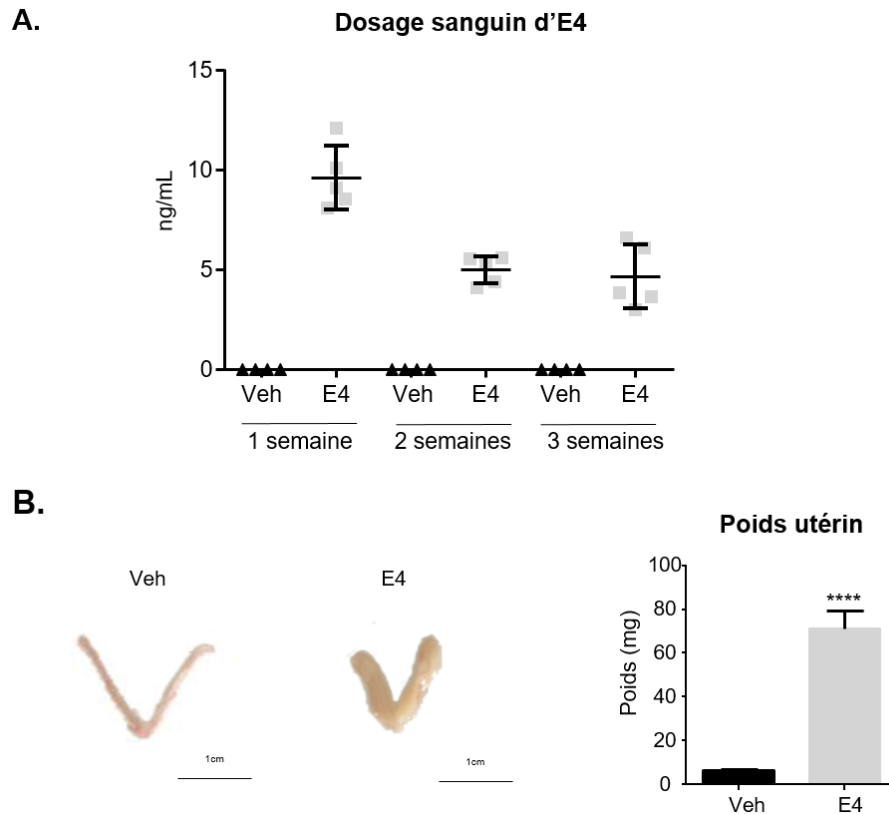 A.
Dosage sanguin d’E4
15
10
5
0
ng/mL
Veh E4 Veh E4 Veh E4
1 semaine 2 semaines 3 semaines
B.
Veh E4
1cm 1cm
Poids utérin
100
80
60
40
20
0
Poids (mg)
****
Veh E4